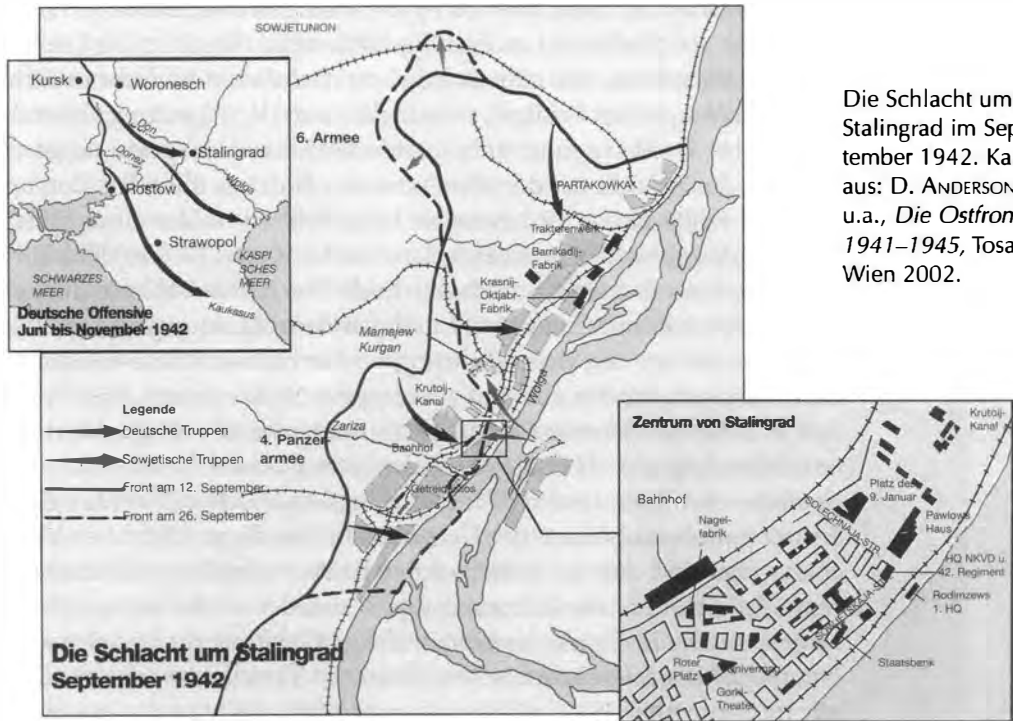 SOWJETUNION
Kursk
Woronesch
Don
Donez
Stalingrad
Wolga
Rostow
Strawopol
SCHWARZES
MEER
KASPI
SCHES
MEER
Kaukasus
Deutsche Offensive
Juni bis November 1942
6. Armee
SPARTAKOWKA
Traktorenwerk
Barrikadij-
Fabrik
Krasnij-
Oktjabr-
Fabrik
Mamajew
Kurgan
Krutoij-
Kanal
Wolga
Zariza
4. Panzer-
armee
Bahnhof
Getreidesilos
Legende
Deutsche Truppen
Sowjetische Truppen
Front am 12. September
Front am 26. September
Die Schlacht um Stalingrad
September 1942
Zentrum von Stalingrad
Krutoij-
Kanal
Bahnhof
Platz des
9. Januar
SOLECHNAJA-STR.
Pawlows
Haus
Nagel-
fabrik
HQ NKVD u.
42. Regiment
Rodimzews
1. HQ
Staatsbank
Roter
Platz
Univermag
Gorki-
Theater
Die Schlacht um
Stalingrad im Sep
tember 1942. Ka
aus: D. ANDERSON
u.a., Die Ostfron
1941–1945, Tosa
Wien 2002.